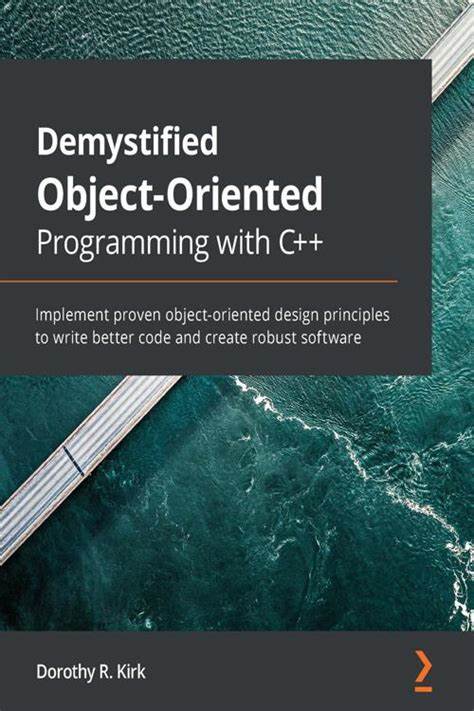 Demystified
Object-Oriented
Programming with C++
Implement proven object-oriented design principles
to write better code and create robust software
Dorothy R. Kirk